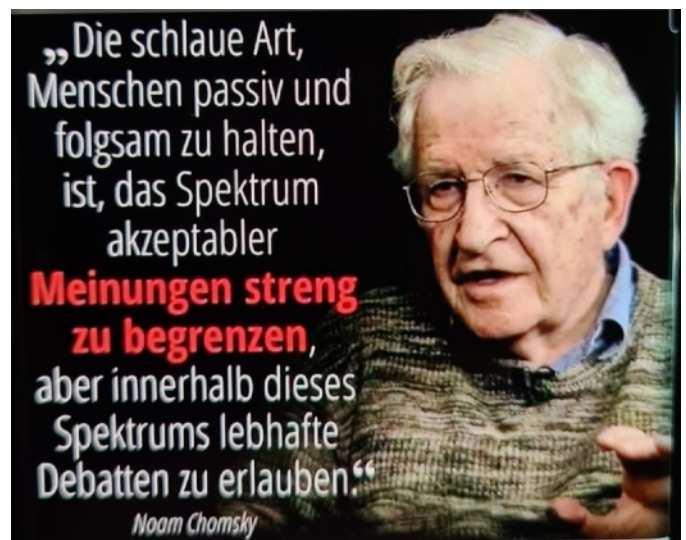 „Die schlaue Art,
Menschen passiv und
folgsam zu halten,
ist, das Spektrum
akzeptabler
Meinungen streng
zu begrenzen,
aber innerhalb dieses
Spektrums lebhafte
Debatten zu erlauben.“
Noam Chomsky